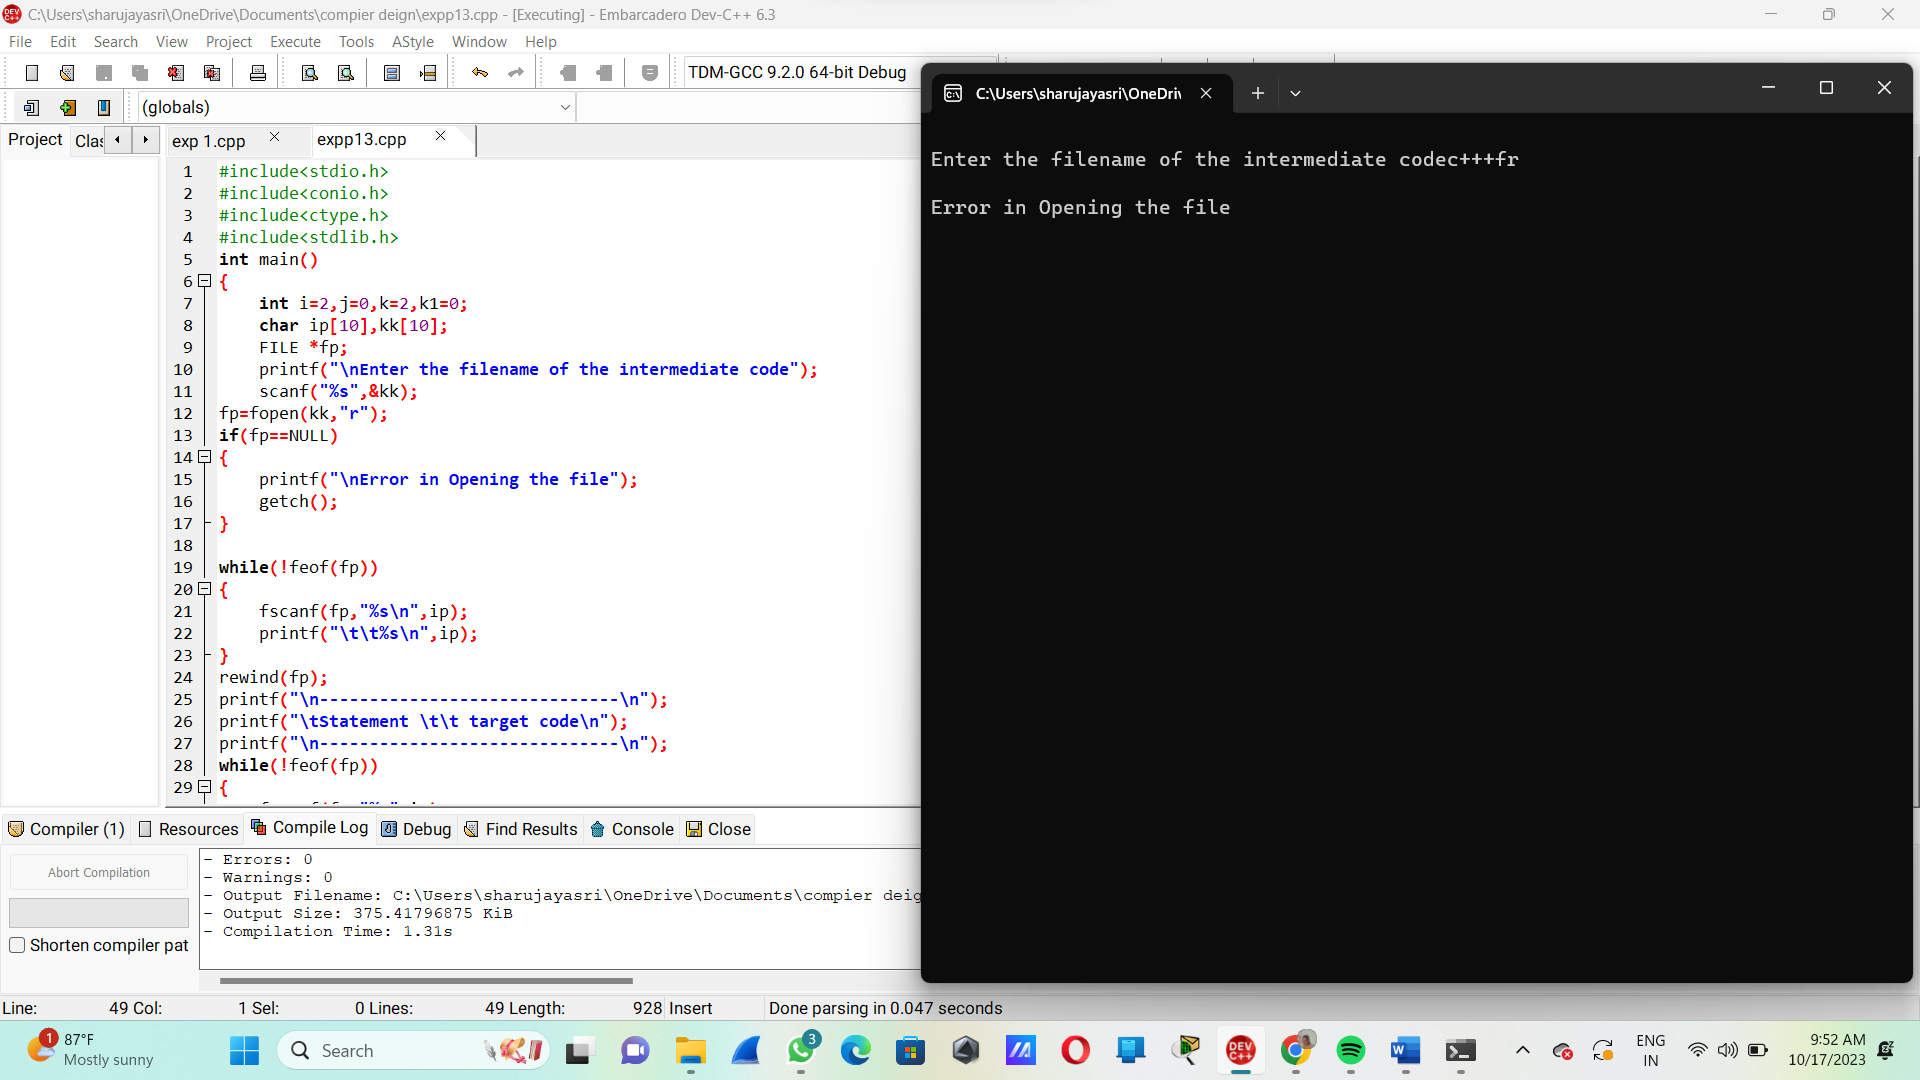 C:\Users\sharujayasri\OneDrive\Documents\compier deign\expp13.cpp - [Executing] - Embarcadero Dev-C++ 6.3
File Edit Search View Project Execute Tools AStyle Window Help
TDM-GCC 9.2.0 64-bit Debug
(globals)
Project Clas
exp 1.cpp expp13.cpp
1 #include<stdio.h>
2 #include<conio.h>
3 #include<ctype.h>
4 #include<stdlib.h>
5 int main()
6 {
7 int i=2,j=0,k=2,k1=0;
8 char ip[10],kk[10];
9 FILE *fp;
10 printf("\nEnter the filename of the intermediate code");
11 scanf("%s",&kk);
12 fp=fopen(kk,"r");
13 if(fp==NULL)
14 {
15 printf("\nError in Opening the file");
16 getch();
17 }
18
19 while(!feof(fp))
20 {
21 fscanf(fp,"%s\n",ip);
22 printf("\t\t%s\n",ip);
23 }
24 rewind(fp);
25 printf("\n------------------------------\n");
26 printf("\tStatement \t\t target code\n");
27 printf("\n------------------------------\n");
28 while(!feof(fp))
29 {
C:\Users\sharujayasri\OneDri
Enter the filename of the intermediate codec+++fr
Error in Opening the file
Compiler (1) Resources Compile Log Debug Find Results Console Close
Abort Compilation
Shorten compiler pat
- Errors: 0
- Warnings: 0
- Output Filename: C:\Users\sharujayasri\OneDrive\Documents\compier deig
- Output Size: 375.41796875 KiB
- Compilation Time: 1.31s
Line: 49 Col: 1 Sel: 0 Lines: 49 Length: 928 Insert Done parsing in 0.047 seconds
1
87°F
Mostly sunny
Search
3
DEV C++
ENG
IN
9:52 AM
10/17/2023